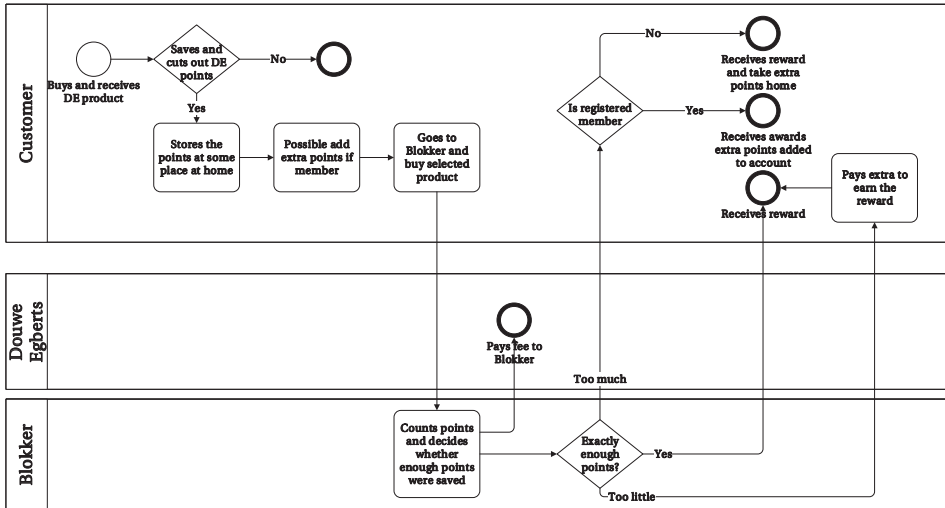 Customer
Buys and receives
DE product
Saves and
cuts out DE
points
No
Yes
Stores the
points at some
place at home
Possible add
extra points if
member
Goes to
Blokker and
buy selected
product
Is registered
member
No
Receives reward
and take extra
points home
Yes
Receives awards
extra points added
to account
Receives reward
Pays extra to
earn the
reward
Douwe
Egberts
Pays fee to
Blokker
Too much
Blokker
Counts points
and decides
whether
enough points
were saved
Exactly
enough
points?
Yes
Too little